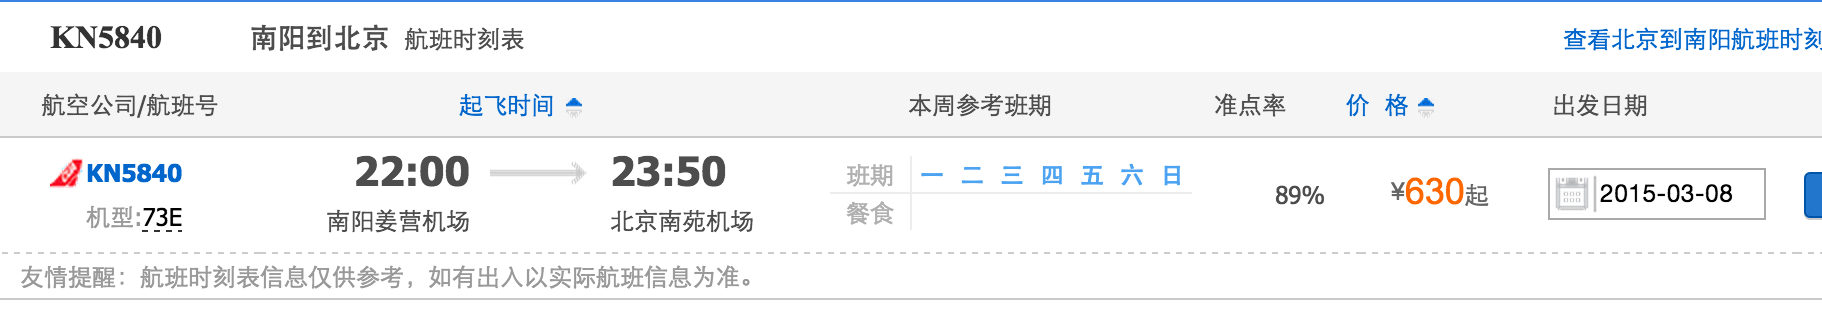 KN5840 南阳到北京 航班时刻表 查看北京到南阳航班时刻
航空公司/航班号 起飞时间 本周参考班期 准点率 价 格 出发日期
KN5840 22:00 23:50 班期 一 二 三 四 五 六 日 89% ¥630起 2015-03-08
机型:73E 南阳姜营机场 北京南苑机场 餐食
友情提醒：航班时刻表信息仅供参考，如有出入以实际航班信息为准。